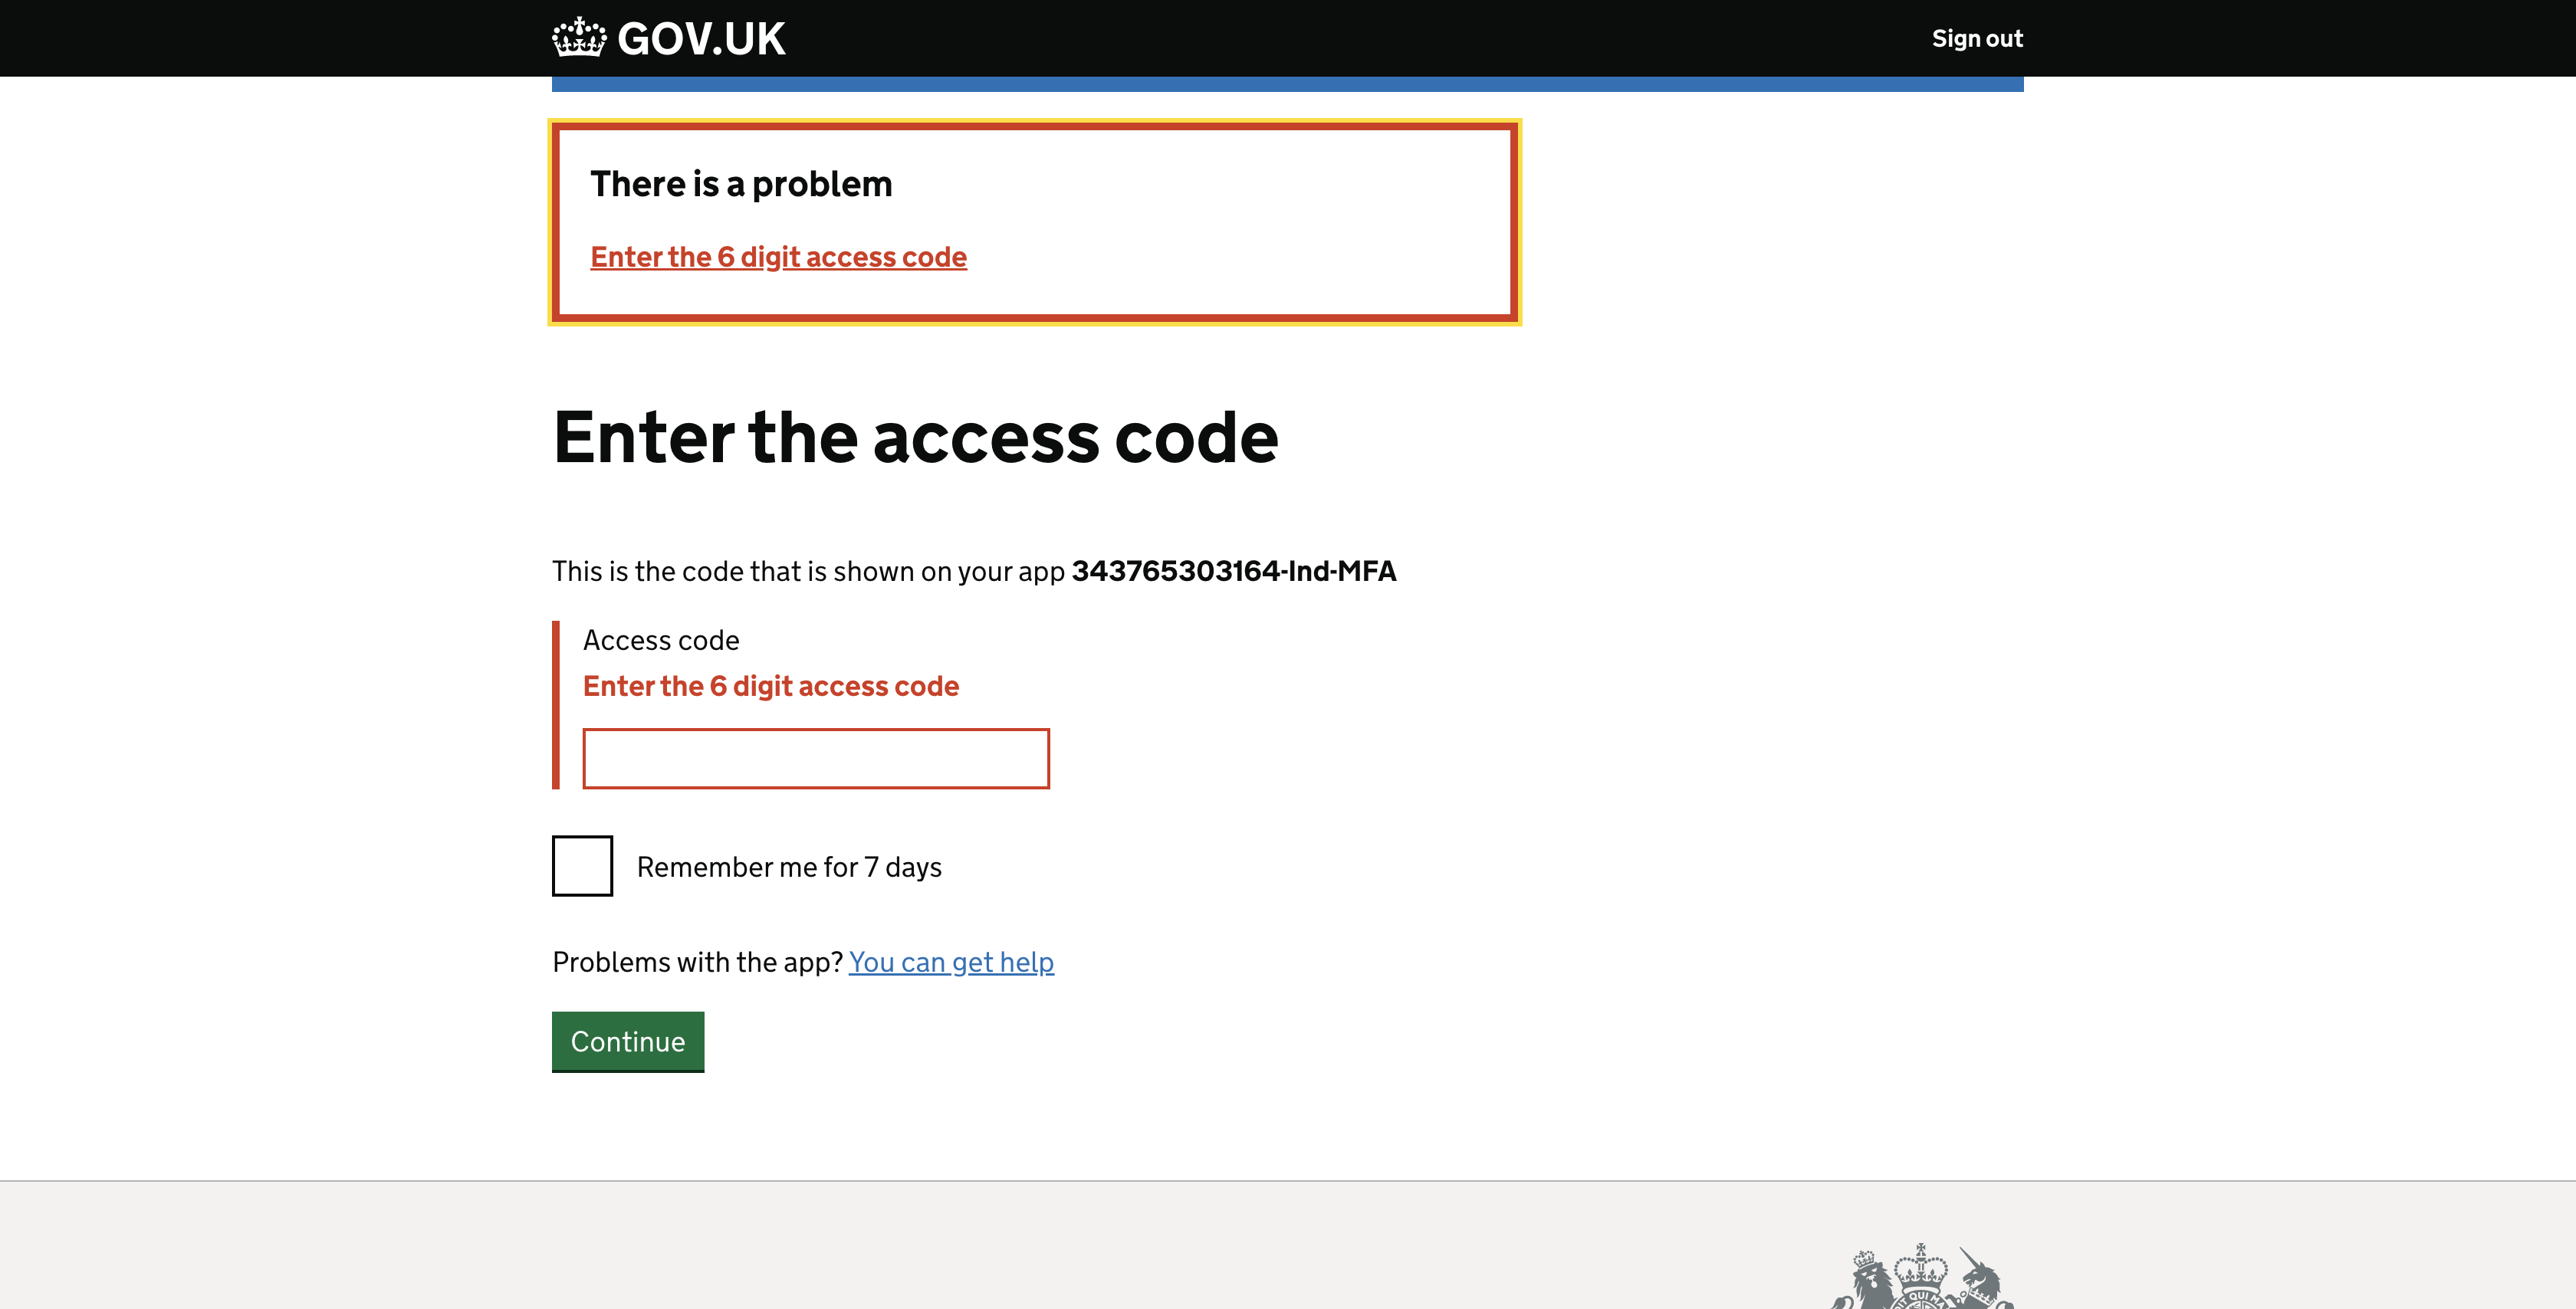 GOV.UK
Sign out
There is a problem
Enter the 6 digit access code
Enter the access code
This is the code that is shown on your app 343765303164-Ind-MFA
Access code
Enter the 6 digit access code
Remember me for 7 days
Problems with the app? You can get help
Continue
QUI